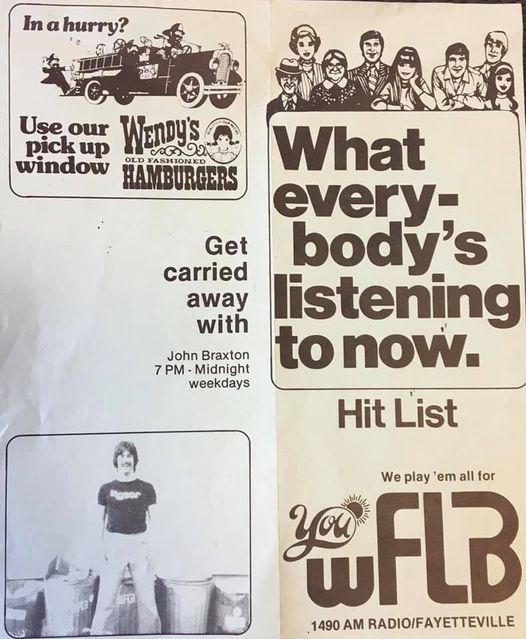 In a hurry?
Use our
pick up
window
WENDY'S
OLD FASHIONED
HAMBURGERS
Get
carried
away
with
John Braxton
7 PM - Midnight
weekdays
What
every-
body's
listening
to now.
Hit List
We play 'em all for
You
WFLB
1490 AM RADIO/FAYETTEVILLE